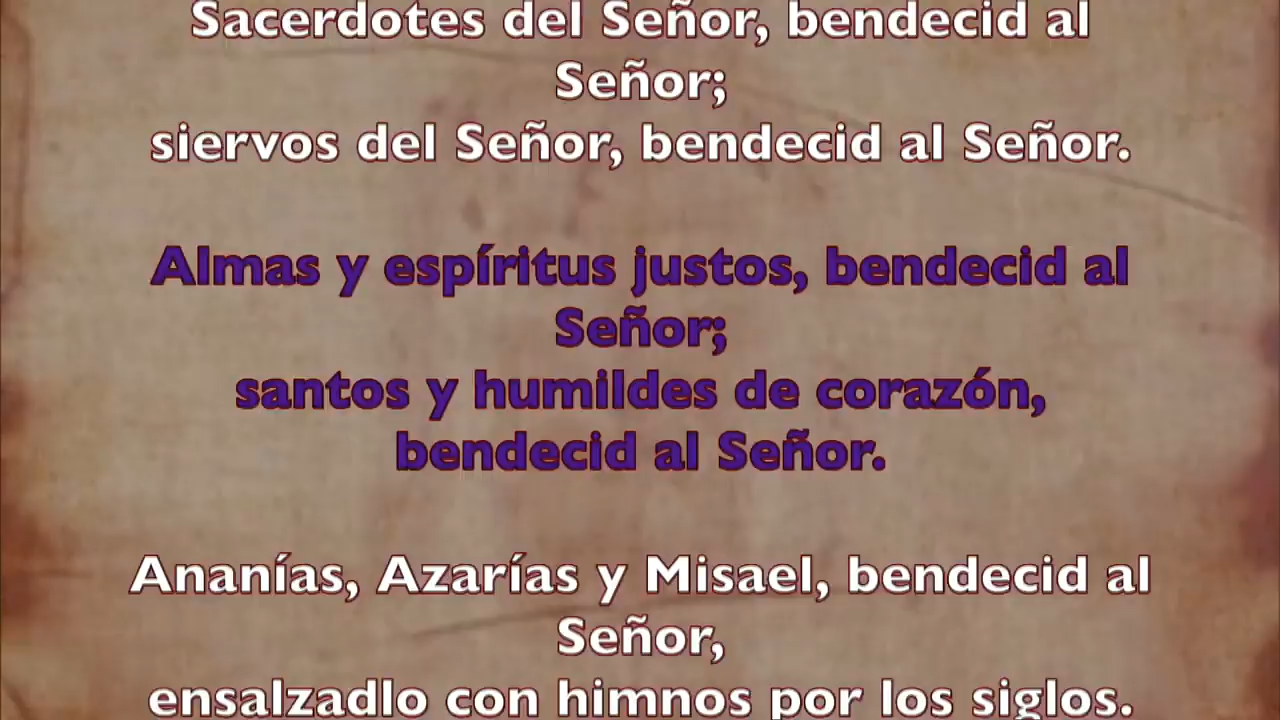 Sacerdotes del Señor, bendecid al
Señor;
siervos del Señor, bendecid al Señor.
Almas y espíritus justos, bendecid al
Señor;
santos y humildes de corazón,
bendecid al Señor.
Ananías, Azarías y Misael, bendecid al
Señor,
ensalzadlo con himnos por los siglos.